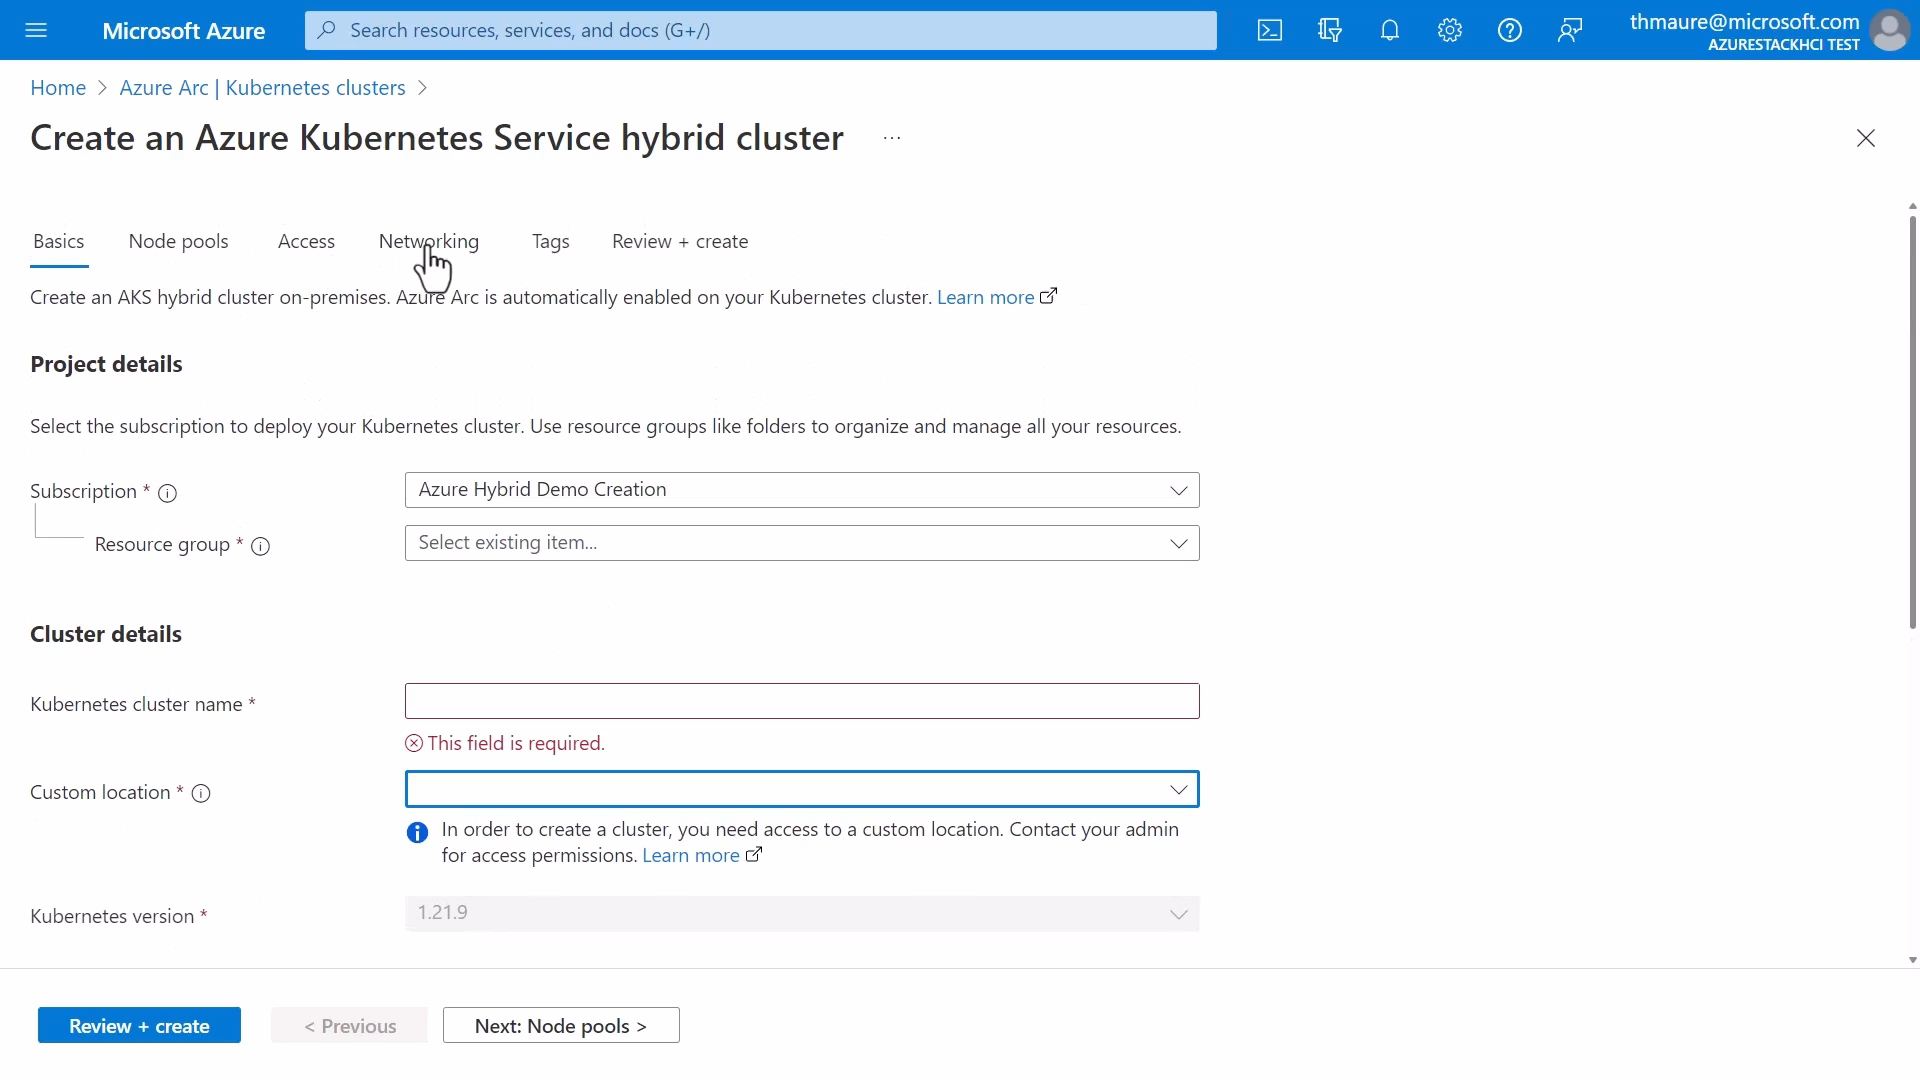 Microsoft Azure
Search resources, services, and docs (G+/)
thmaure@microsoft.com
AZURESTACKHCI TEST
Home > Azure Arc | Kubernetes clusters >
Create an Azure Kubernetes Service hybrid cluster ...
Basics Node pools Access Networking Tags Review + create
Create an AKS hybrid cluster on-premises. Azure Arc is automatically enabled on your Kubernetes cluster. Learn more
Project details
Select the subscription to deploy your Kubernetes cluster. Use resource groups like folders to organize and manage all your resources.
Subscription *
Azure Hybrid Demo Creation
Resource group *
Select existing item...
Cluster details
Kubernetes cluster name *
This field is required.
Custom location *
In order to create a cluster, you need access to a custom location. Contact your admin
for access permissions. Learn more
Kubernetes version *
1.21.9
Review + create
< Previous
Next: Node pools >